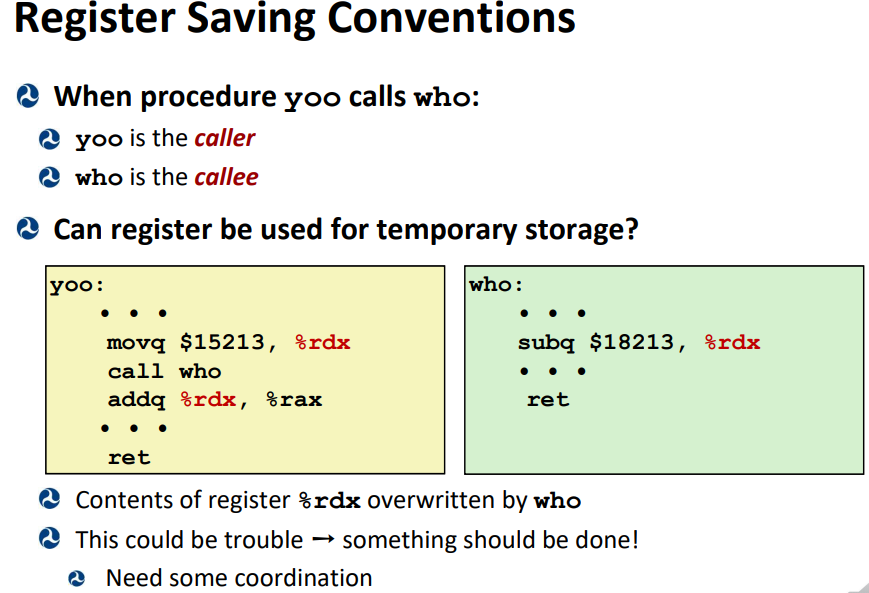 Register Saving Conventions
When procedure yoo calls who:
yoo is the caller
who is the callee
Can register be used for temporary storage?
yoo:
• • •
movq $15213, %rdx
call who
addq %rdx, %rax
• • •
ret
who:
• • •
subq $18213, %rdx
• • •
ret
Contents of register %rdx overwritten by who
This could be trouble → something should be done!
Need some coordination